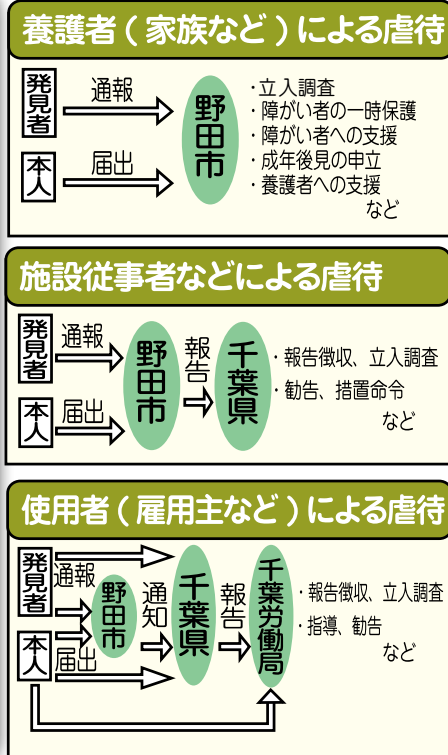 養護者（家族など）による虐待
発見者
通報
本人
届出
野田市
・立入調査
・障がい者の一時保護
・障がい者への支援
・成年後見の申立
・養護者への支援
など
施設従事者などによる虐待
発見者
通報
本人
届出
野田市
報告
千葉県
・報告徴収、立入調査
・勧告、措置命令
など
使用者（雇用主など）による虐待
発見者
通報
本人
届出
野田市
通知
千葉県
報告
千葉労働局
・報告徴収、立入調査
・指導、勧告
など